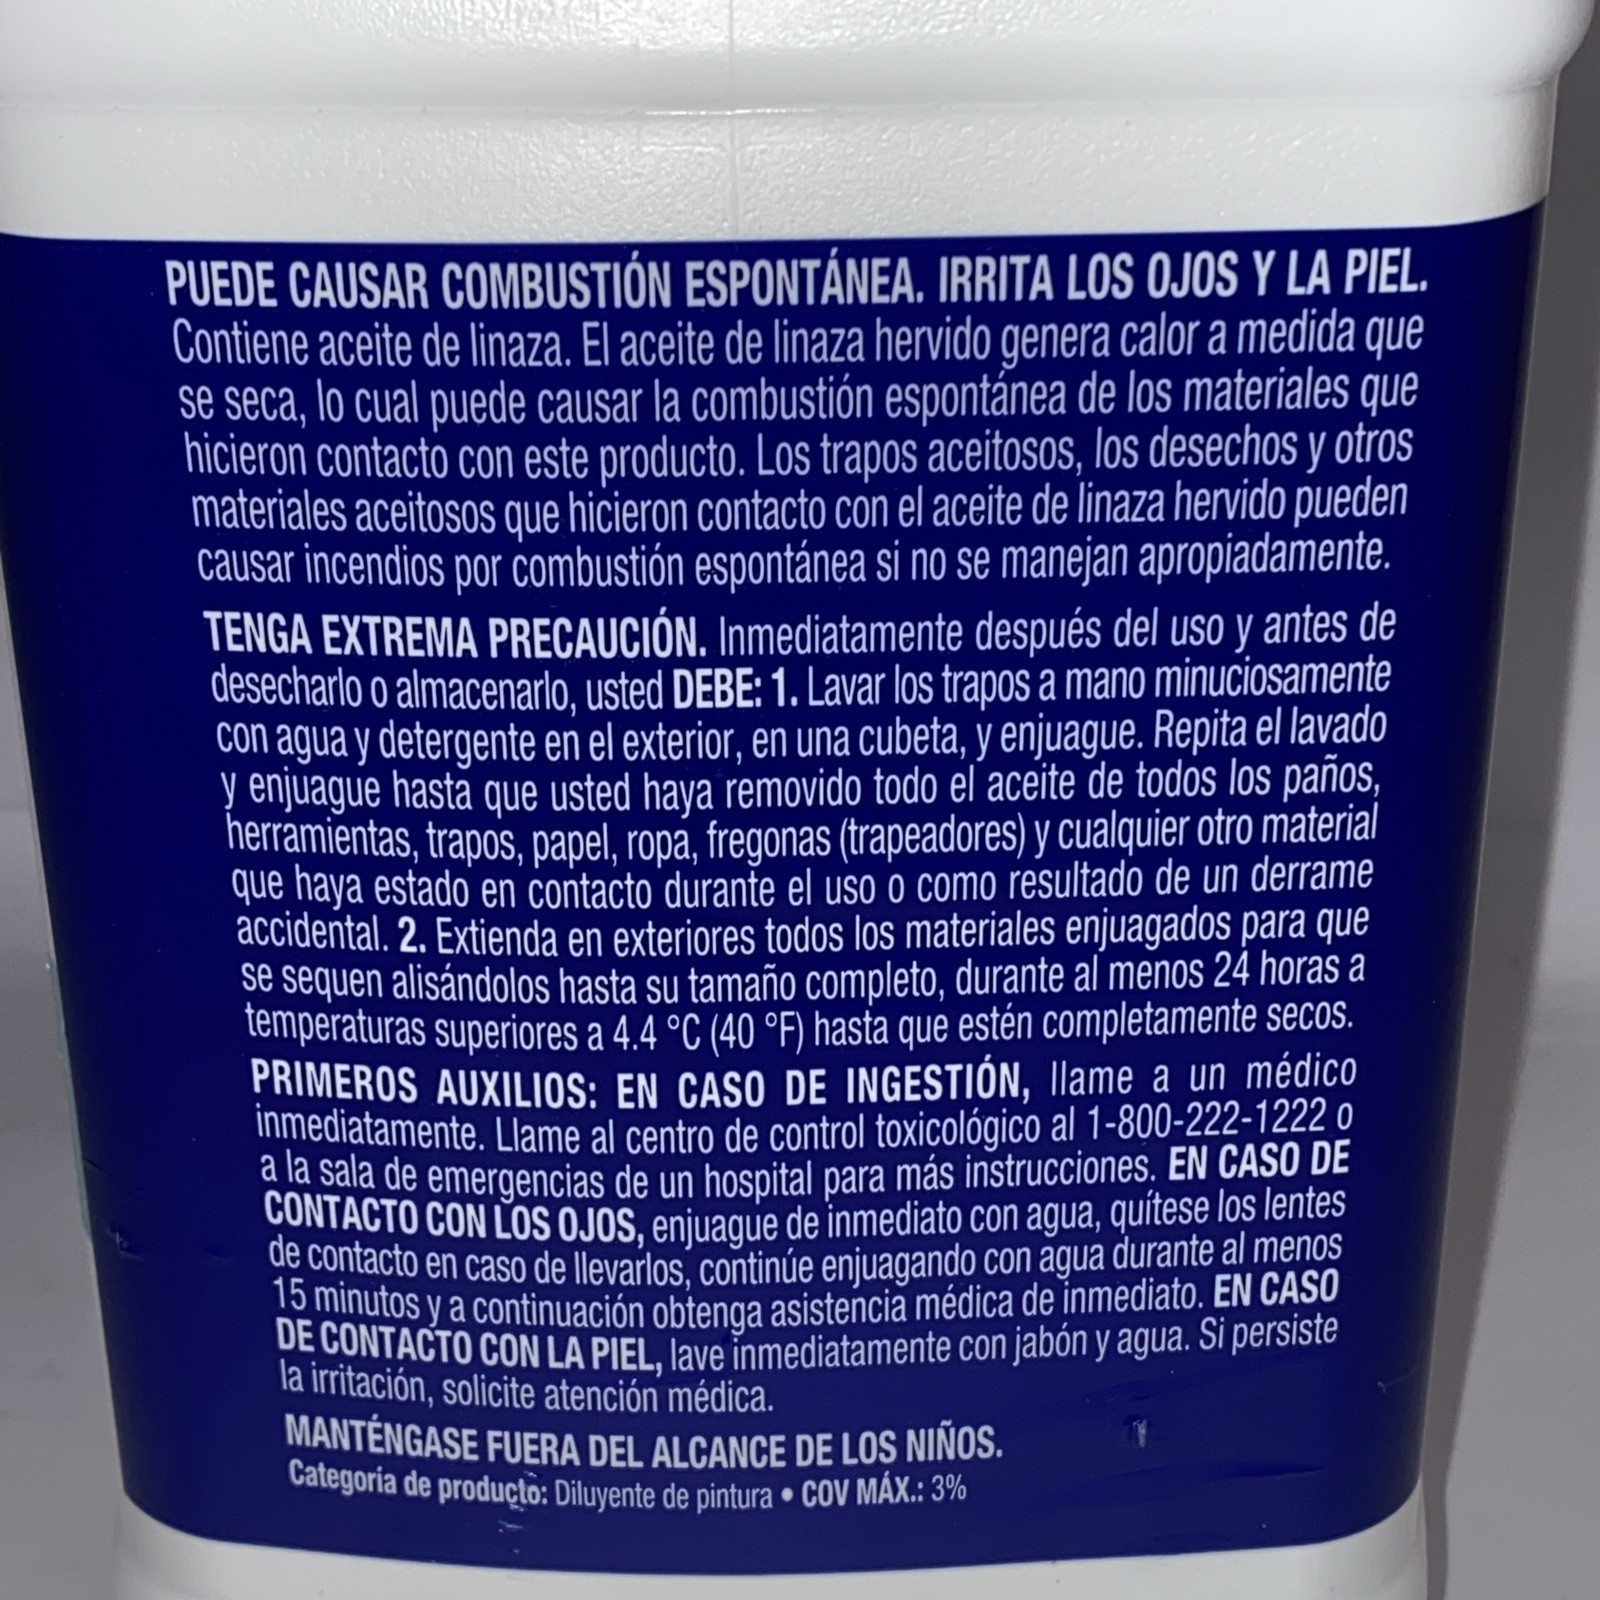 PUEDE CAUSAR COMBUSTIÓN ESPONTÁNEA. IRRITA LOS OJOS Y LA PIEL.
Contiene aceite de linaza. El aceite de linaza hervido genera calor a medida que
se seca, lo cual puede causar la combustión espontánea de los materiales que
hicieron contacto con este producto. Los trapos aceitosos, los desechos y otros
materiales aceitosos que hicieron contacto con el aceite de linaza hervido pueden
causar incendios por combustión espontánea si no se manejan apropiadamente.
TENGA EXTREMA PRECAUCIÓN. Inmediatamente después del uso y antes de
desecharlo o almacenarlo, usted DEBE: 1. Lavar los trapos a mano minuciosamente
con agua y detergente en el exterior, en una cubeta, y enjuague. Repita el lavado
y enjuague hasta que usted haya removido todo el aceite de todos los paños,
herramientas, trapos, papel, ropa, fregonas (trapeadores) y cualquier otro material
que haya estado en contacto durante el uso o como resultado de un derrame
accidental. 2. Extienda en exteriores todos los materiales enjuagados para que
se sequen alisándolos hasta su tamaño completo, durante al menos 24 horas a
temperaturas superiores a 4.4 °C (40 °F) hasta que estén completamente secos.
PRIMEROS AUXILIOS: EN CASO DE INGESTIÓN, llame a un médico
inmediatamente. Llame al centro de control toxicológico al 1-800-222-1222 o
a la sala de emergencias de un hospital para más instrucciones. EN CASO DE
CONTACTO CON LOS OJOS, enjuague de inmediato con agua, quítese los lentes
de contacto en caso de llevarlos, continúe enjuagando con agua durante al menos
15 minutos y a continuación obtenga asistencia médica de inmediato. EN CASO
DE CONTACTO CON LA PIEL, lave inmediatamente con jabón y agua. Si persiste
la irritación, solicite atención médica.
MANTÉNGASE FUERA DEL ALCANCE DE LOS NIÑOS.
Categoría de producto: Diluyente de pintura • COV MÁX.: 3%